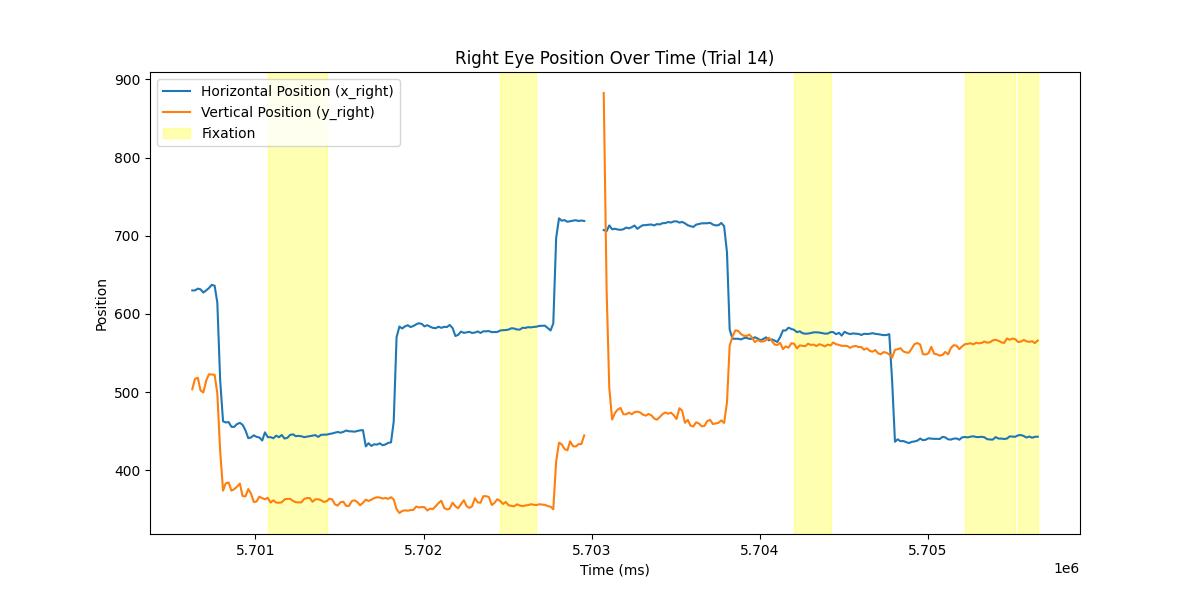 Right Eye Position Over Time (Trial 14)
Horizontal Position (x_right)
Vertical Position (y_right)
Fixation
900
800
700
600
500
400
Position
5.701
5.702
5.703
5.704
5.705
1e6
Time (ms)